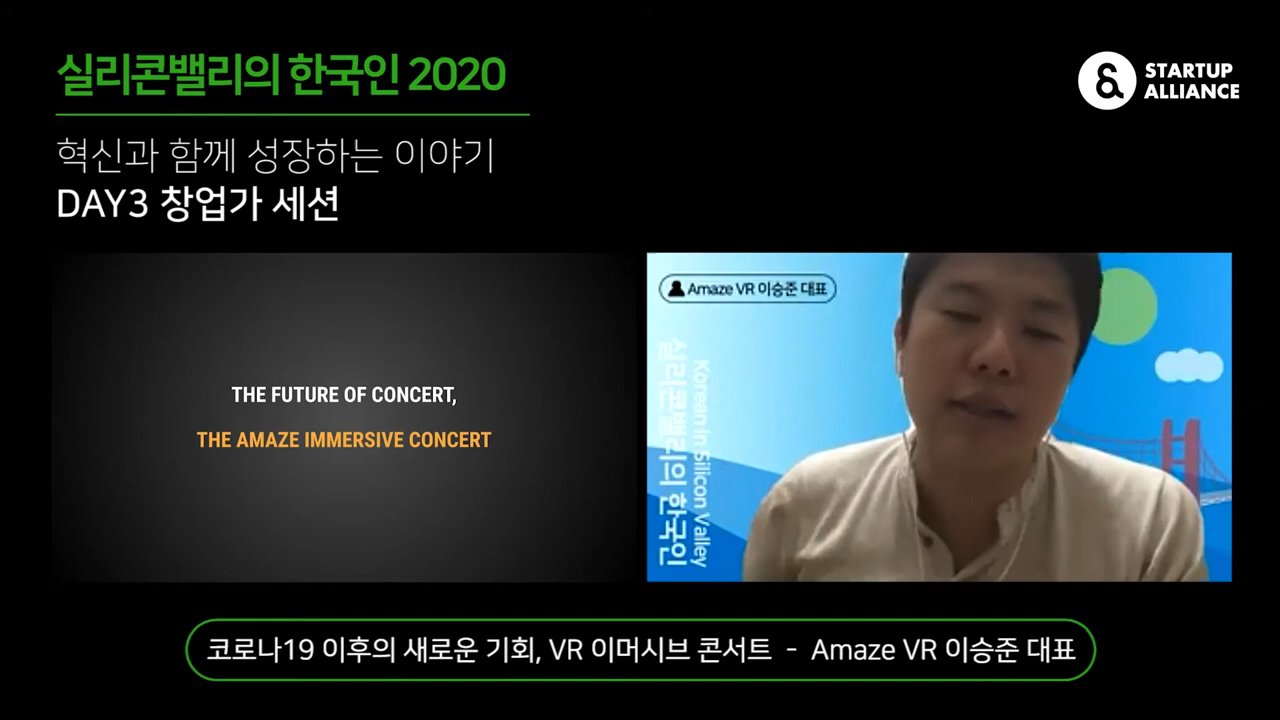 실리콘밸리의 한국인 2020
STARTUP
ALLIANCE
혁신과 함께 성장하는 이야기
DAY3 창업가 세션
THE FUTURE OF CONCERT,
THE AMAZE IMMERSIVE CONCERT
Amaze VR 이승준 대표
Korean in Silicon Valley
실리콘밸리의 한국인
코로나19 이후의 새로운 기회, VR 이머시브 콘서트 - Amaze VR 이승준 대표